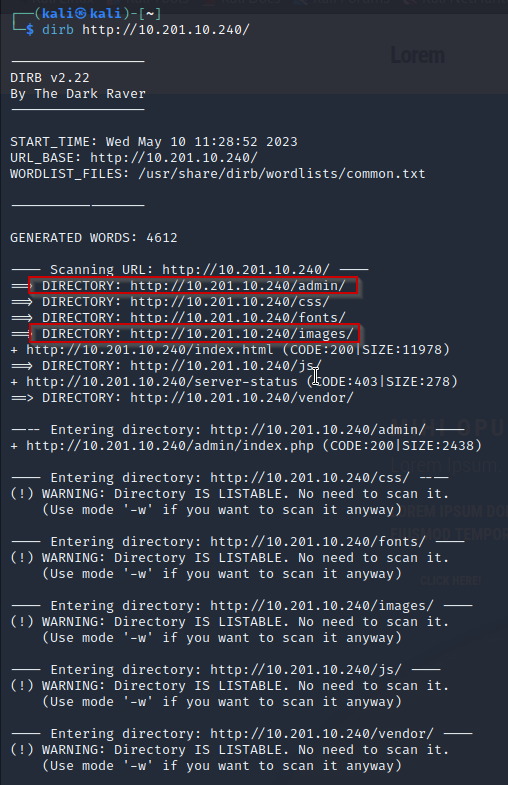 ┌──(kali㉿kali)-[~]
└─$ dirb http://10.201.10.240/
Lorem
-----------------
DIRB v2.22
By The Dark Raver
-----------------
START_TIME: Wed May 10 11:28:52 2023
URL_BASE: http://10.201.10.240/
WORDLIST_FILES: /usr/share/dirb/wordlists/common.txt
-----------------
GENERATED WORDS: 4612
---- Scanning URL: http://10.201.10.240/ ----
==> DIRECTORY: http://10.201.10.240/admin/
==> DIRECTORY: http://10.201.10.240/css/
==> DIRECTORY: http://10.201.10.240/fonts/
==> DIRECTORY: http://10.201.10.240/images/
+ http://10.201.10.240/index.html (CODE:200|SIZE:11978)
==> DIRECTORY: http://10.201.10.240/js/
+ http://10.201.10.240/server-status (CODE:403|SIZE:278)
==> DIRECTORY: http://10.201.10.240/vendor/
---- Entering directory: http://10.201.10.240/admin/ ----
+ http://10.201.10.240/admin/index.php (CODE:200|SIZE:2438)
---- Entering directory: http://10.201.10.240/css/ ----
(!) WARNING: Directory IS LISTABLE. No need to scan it.
(Use mode '-w' if you want to scan it anyway)
---- Entering directory: http://10.201.10.240/fonts/ ----
(!) WARNING: Directory IS LISTABLE. No need to scan it.
(Use mode '-w' if you want to scan it anyway)
CLICK HERE!
---- Entering directory: http://10.201.10.240/images/ ----
(!) WARNING: Directory IS LISTABLE. No need to scan it.
(Use mode '-w' if you want to scan it anyway)
---- Entering directory: http://10.201.10.240/js/ ----
(!) WARNING: Directory IS LISTABLE. No need to scan it.
(Use mode '-w' if you want to scan it anyway)
---- Entering directory: http://10.201.10.240/vendor/ ----
(!) WARNING: Directory IS LISTABLE. No need to scan it.
(Use mode '-w' if you want to scan it anyway)